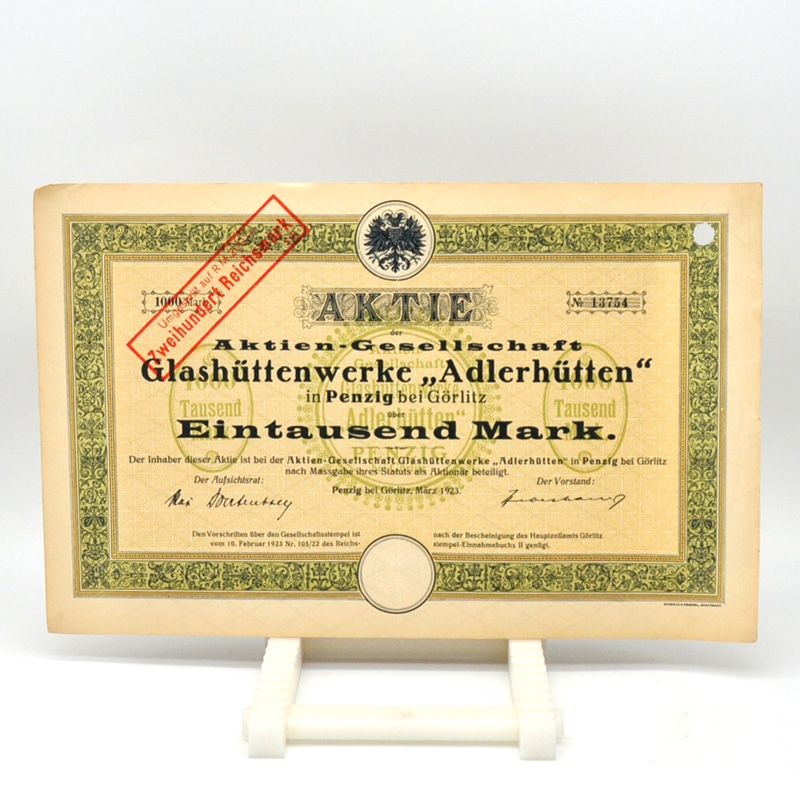 Umgestellt auf RM
Zweihundert Reichsmark
1000 Mark
AKTIE
№ 13754
der
Aktien-Gesellschaft
Glashüttenwerke „Adlerhütten“
in Penzig bei Görlitz
über
Eintausend Mark.
Tausend
Adlerhütten“
PENZIG
Tausend
Der Inhaber dieser Aktie ist bei der Aktien-Gesellschaft Glashüttenwerke „Adlerhütten“ in Penzig bei Görlitz
nach Massgabe ihres Statuts als Aktionär beteiligt.
Der Aufsichtsrat:
Der Vorstand:
Penzig bei Görlitz, März 1923.
Den Vorschriften über den Gesellschaftsstempel ist nach der Bescheinigung des Hauptzollamts Görlitz
vom 10. Februar 1923 Nr. 105/22 des Reichs- stempel-Einnahmebuchs II genügt.